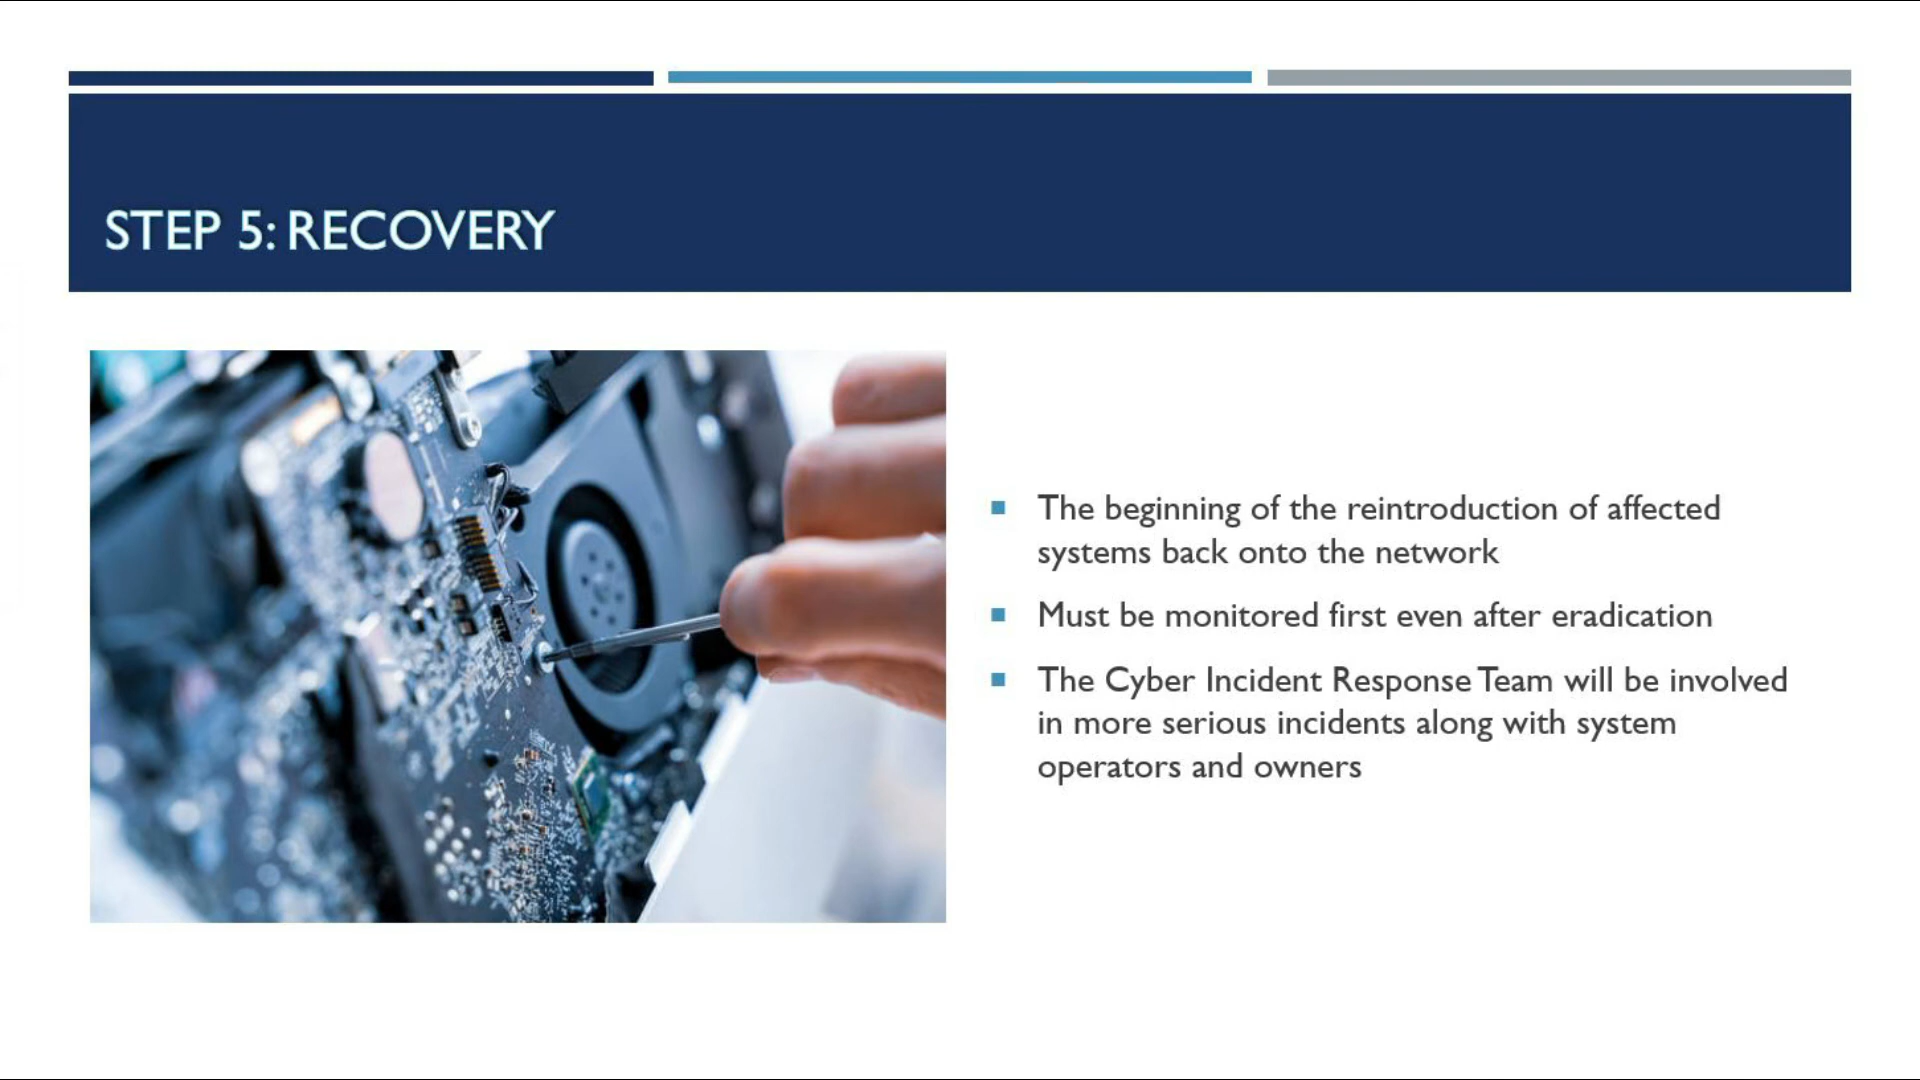 STEP 5: RECOVERY
The beginning of the reintroduction of affected
systems back onto the network
Must be monitored first even after eradication
The Cyber Incident Response Team will be involved
in more serious incidents along with system
operators and owners